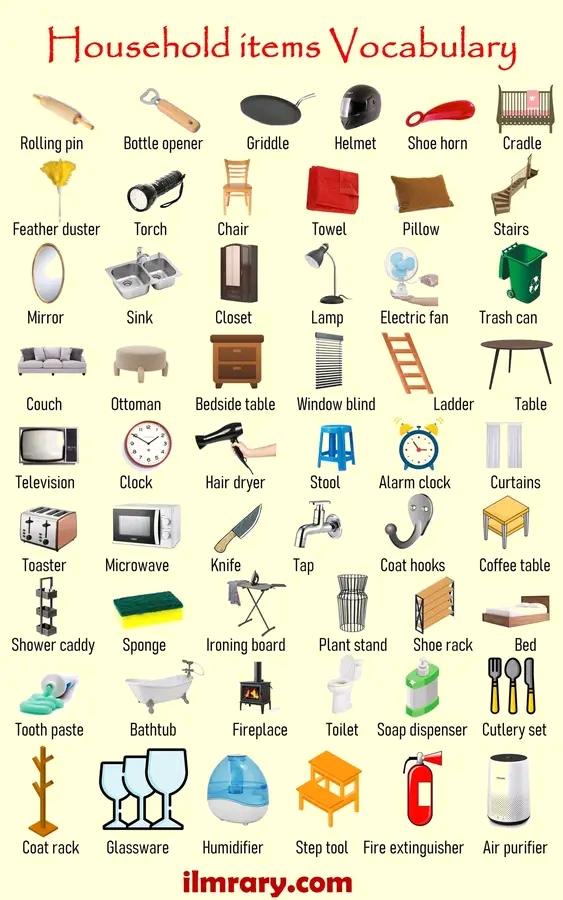 Household items Vocabulary
Rolling pin Bottle opener Griddle Helmet Shoe horn Cradle
Feather duster Torch Chair Towel Pillow Stairs
Mirror Sink Closet Lamp Electric fan Trash can
Couch Ottoman Bedside table Window blind Ladder Table
Television Clock Hair dryer Stool Alarm clock Curtains
Toaster Microwave Knife Tap Coat hooks Coffee table
Shower caddy Sponge Ironing board Plant stand Shoe rack Bed
Tooth paste Bathtub Fireplace Toilet Soap dispenser Cutlery set
Coat rack Glassware Humidifier Step tool Fire extinguisher Air purifier
ilmrary.com